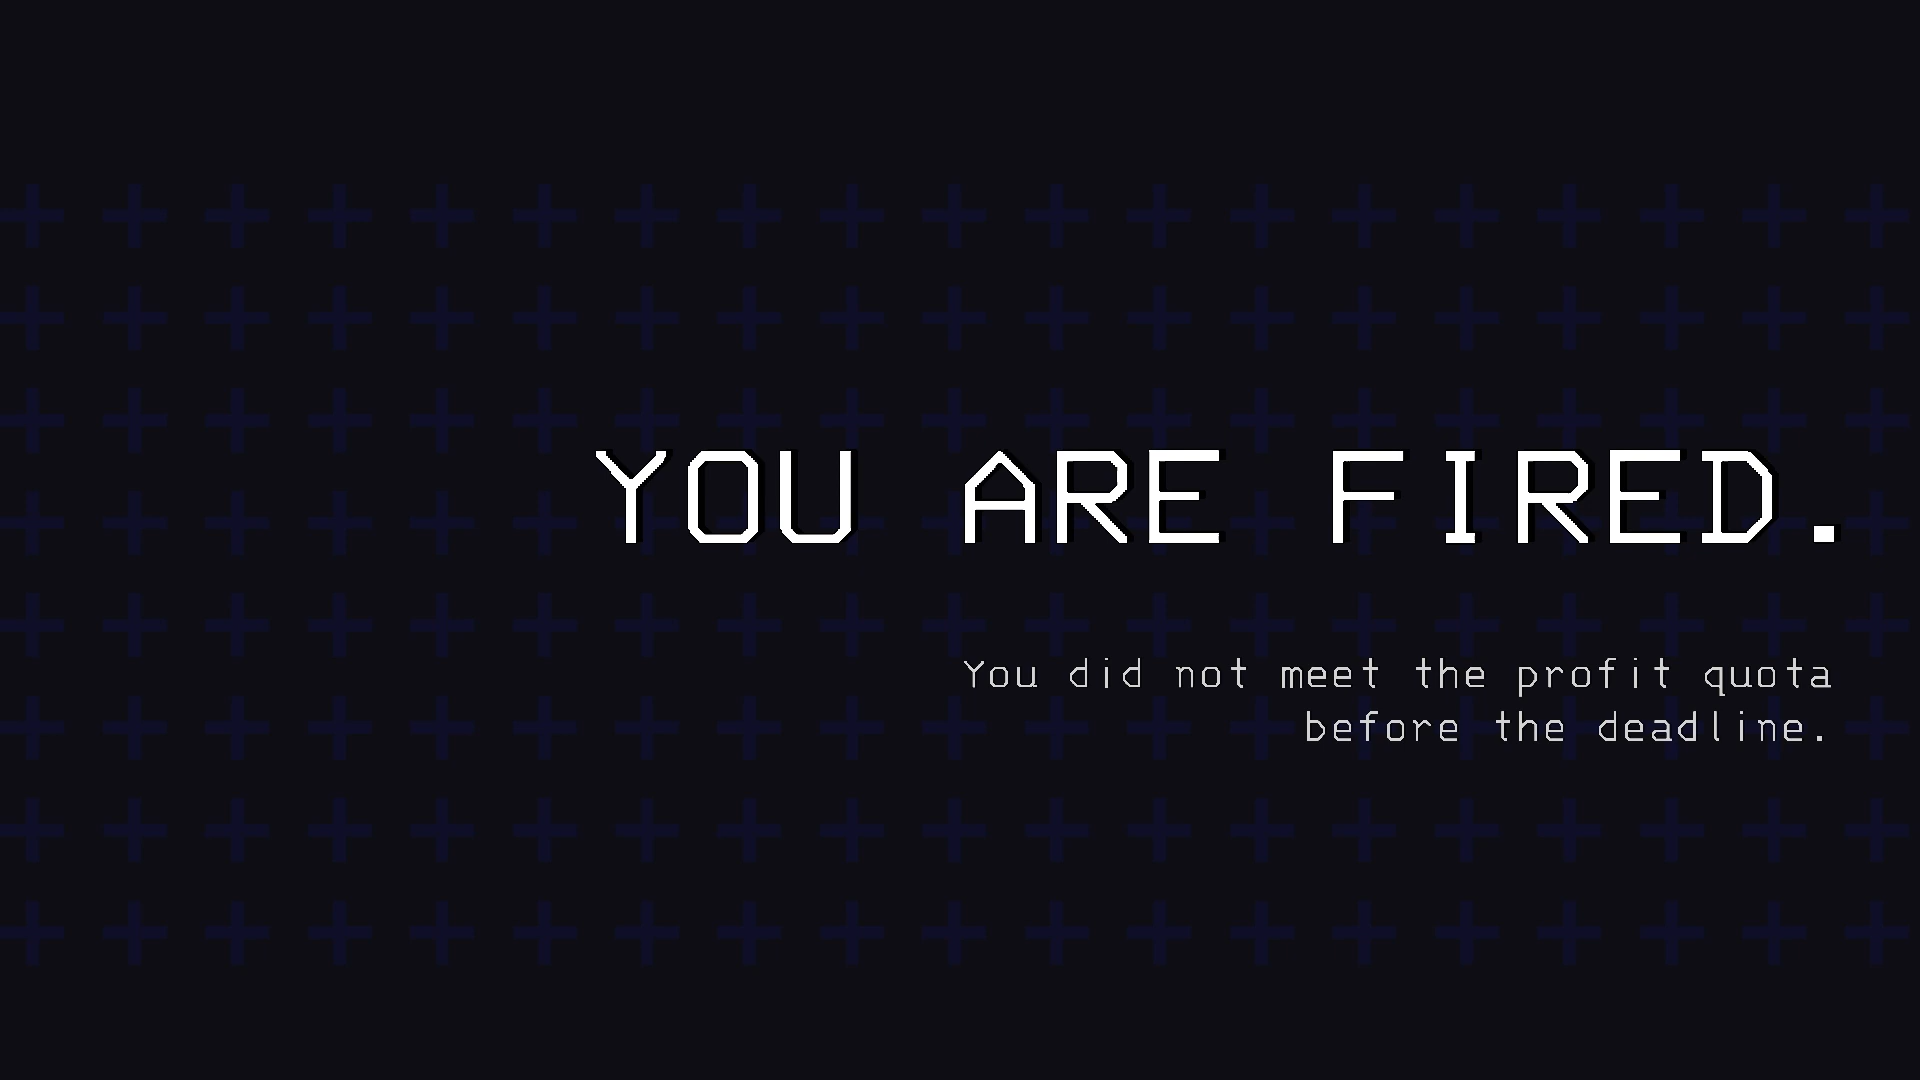 YOU ARE FIRED.
You did not meet the profit quota
before the deadline.